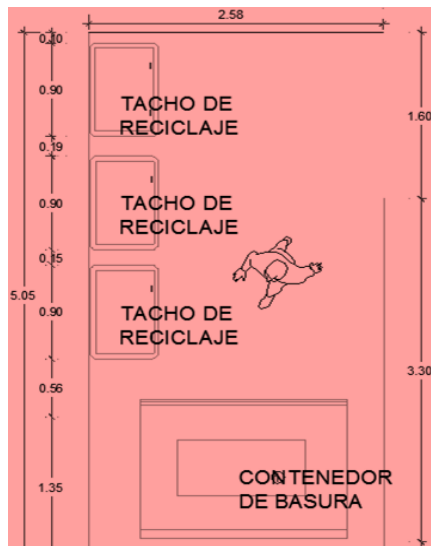 2.58
0.10
0.90
TACHO DE
RECICLAJE
1.60
0.19
0.90
TACHO DE
RECICLAJE
0.15
5.05
0.90
TACHO DE
RECICLAJE
3.30
0.56
1.35
CONTENEDOR
DE BASURA